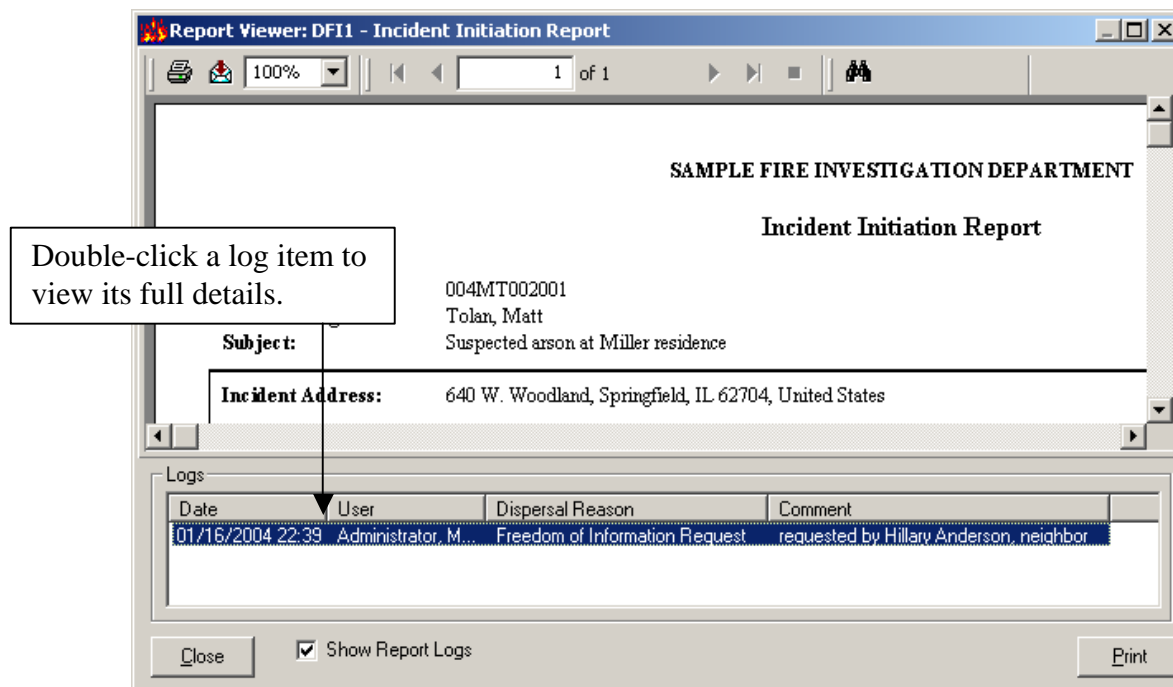 Report Viewer: DFI1 - Incident Initiation Report
100% 1 of 1
SAMPLE FIRE INVESTIGATION DEPARTMENT
Incident Initiation Report
Double-click a log item to
view its full details.
004MT002001
Tolan, Matt
Subject: Suspected arson at Miller residence
Incident Address: 640 W. Woodland, Springfield, IL 62704, United States
Logs
Date User Dispersal Reason Comment
01/16/2004 22:39 Administrator, M... Freedom of Information Request requested by Hillary Anderson, neighbor
Close Show Report Logs Print